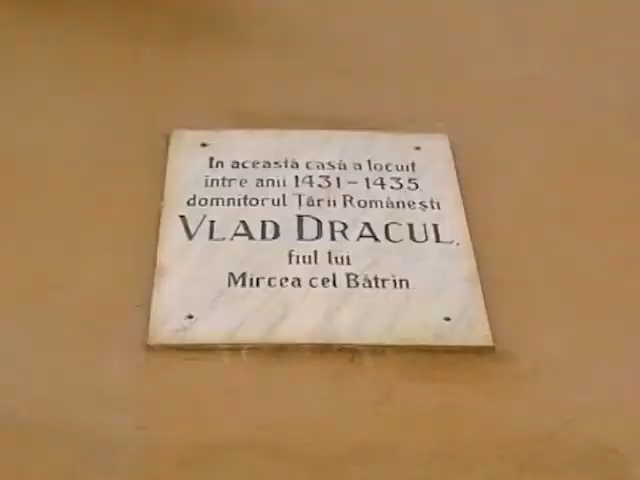 In această casă a locuit
între anii 1431-1435
domnitorul Țării Românești
VLAD DRACUL,
fiul lui
Mircea cel Bătrîn